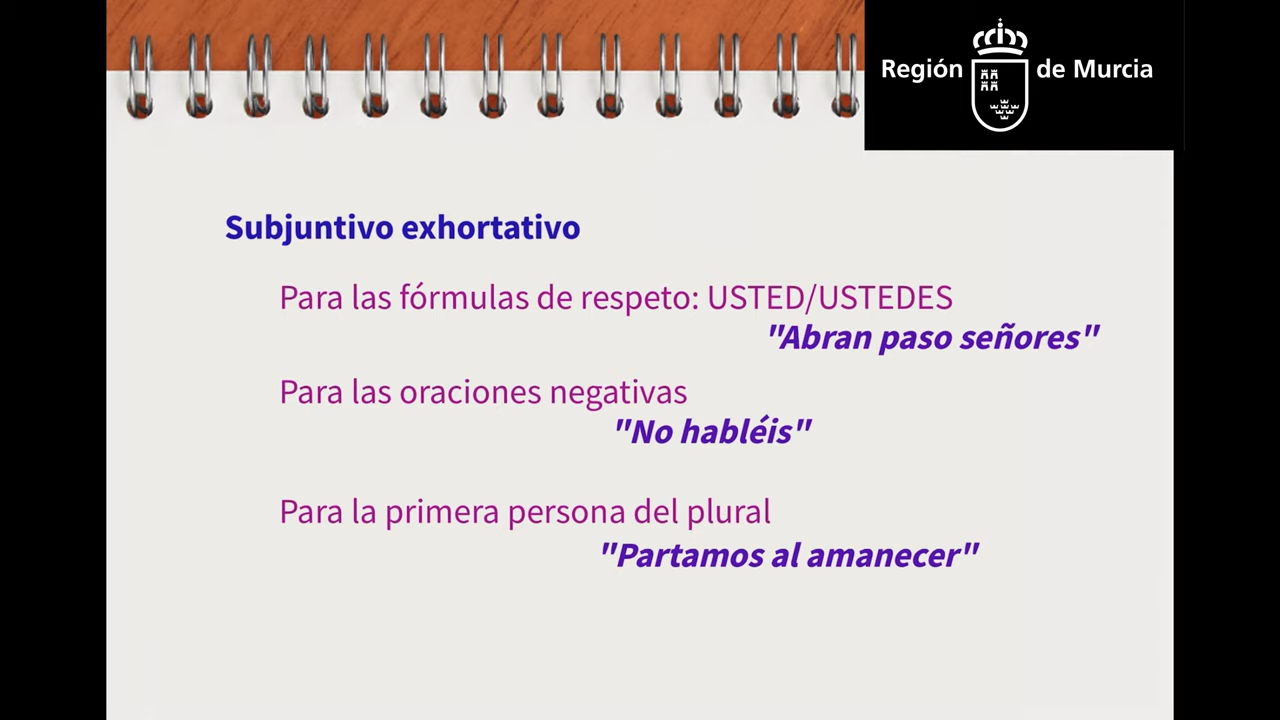 Región de Murcia
Subjuntivo exhortativo
Para las fórmulas de respeto: USTED/USTEDES
"Abran paso señores"
Para las oraciones negativas
"No habléis"
Para la primera persona del plural
"Partamos al amanecer"